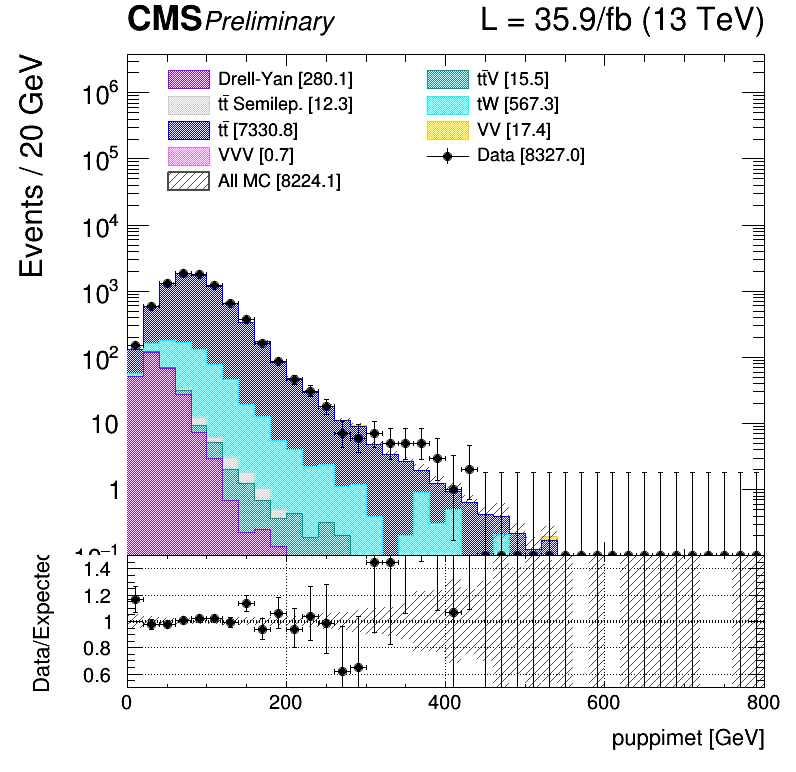 CMS Preliminary L = 35.9/fb (13 TeV)
Events / 20 GeV
Drell-Yan [280.1]
tt̄ Semilep. [12.3]
tt̄ [7330.8]
VVV [0.7]
All MC [8224.1]
tt̄V [15.5]
tW [567.3]
VV [17.4]
Data [8327.0]
10⁶
10⁵
10⁴
10³
10²
10
1
10⁻¹
Data/Expected
1.4
1.2
1
0.8
0.6
0 200 400 600 800
puppimet [GeV]